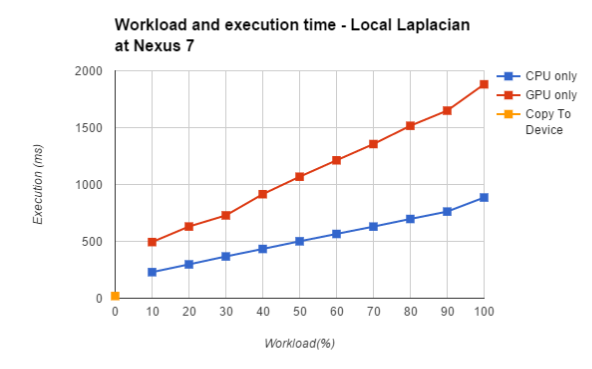 Workload and execution time - Local Laplacian
at Nexus 7
2000
1500
1000
500
0
Execution (ms)
0 10 20 30 40 50 60 70 80 90 100
Workload(%)
CPU only
GPU only
Copy To
Device